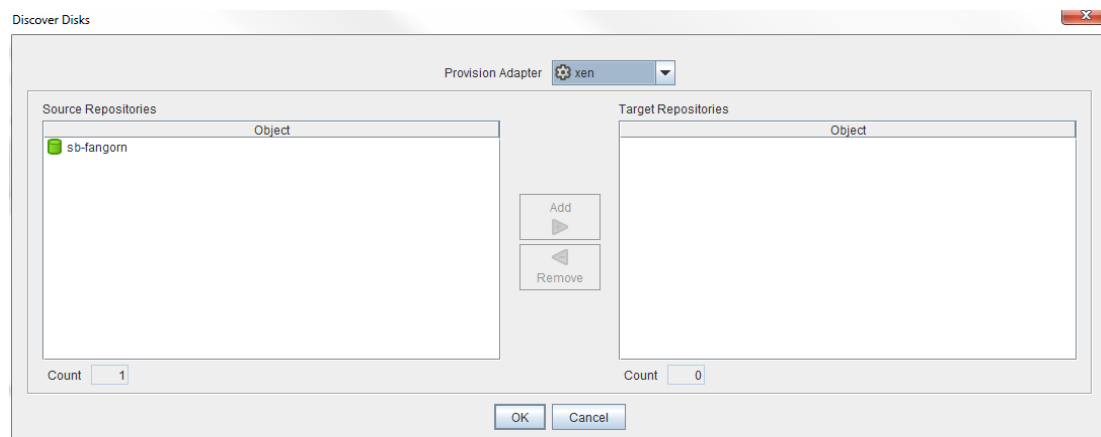 Discover Disks
Provision Adapter xen
Source Repositories
Target Repositories
Object
Object
sb-fangorn
Add
Remove
Count 1
Count 0
OK Cancel